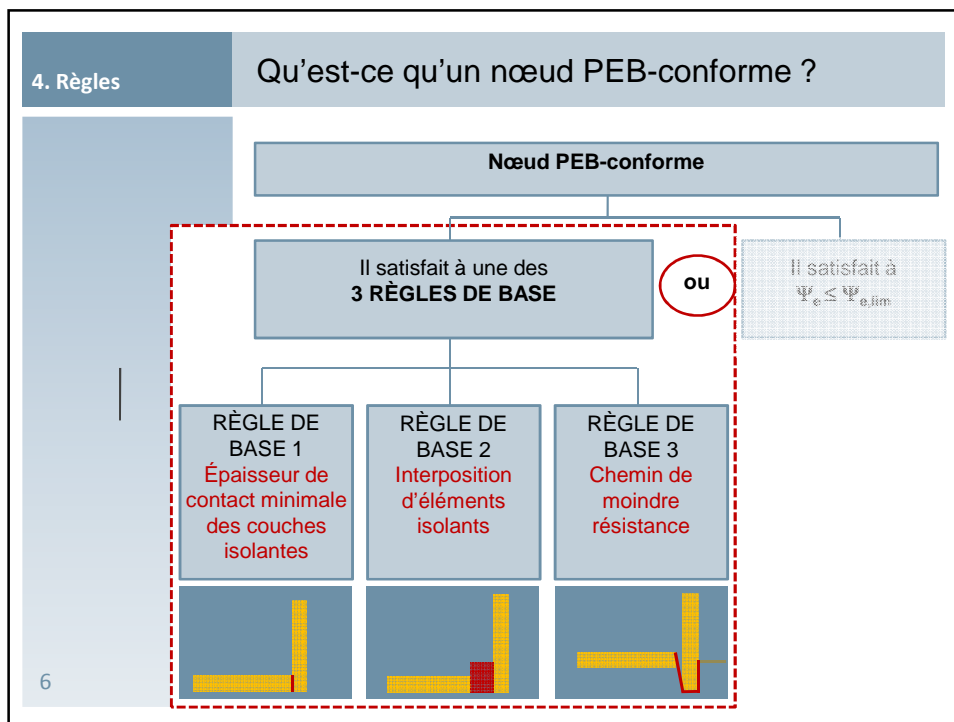 4. Règles
Qu'est-ce qu'un nœud PEB-conforme ?
Nœud PEB-conforme
Il satisfait à une des
3 RÈGLES DE BASE
ou
Il satisfait à
Ψe ≤ Ψe,lim
RÈGLE DE
BASE 1
Épaisseur de
contact minimale
des couches
isolantes
RÈGLE DE
BASE 2
Interposition
d'éléments
isolants
RÈGLE DE
BASE 3
Chemin de
moindre
résistance
6